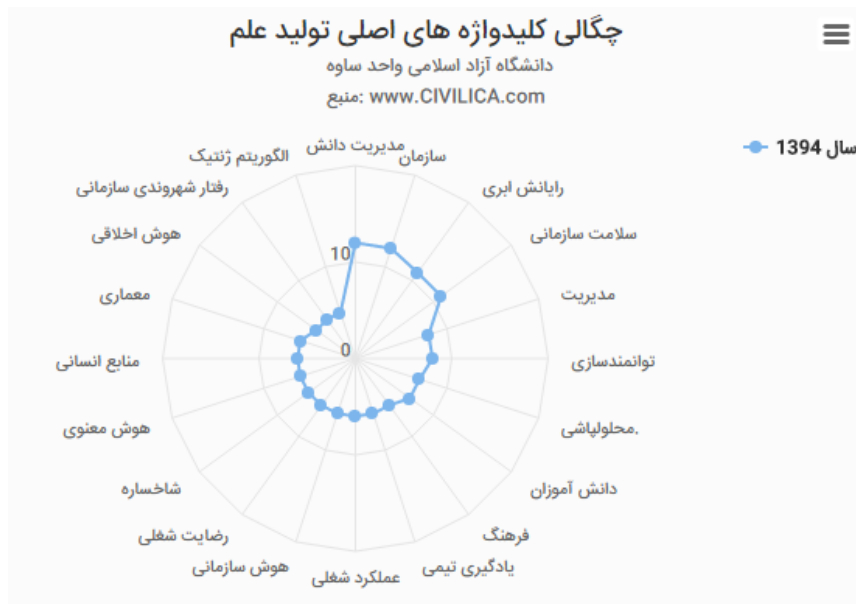 چگالی کلیدواژه های اصلی تولید علم
دانشگاه آزاد اسلامی واحد ساوه
منبع: www.CIVILICA.com
سال 1394
مدیریت دانش
سازمان
رایانش ابری
سلامت سازمانی
مدیریت
توانمندسازی
محلولپاشی.
دانش آموزان
فرهنگ
یادگیری تیمی
عملکرد شغلی
هوش سازمانی
رضایت شغلی
شاخساره
هوش معنوی
منابع انسانی
معماری
هوش اخلاقی
رفتار شهروندی سازمانی
الگوریتم ژنتیک
10
0